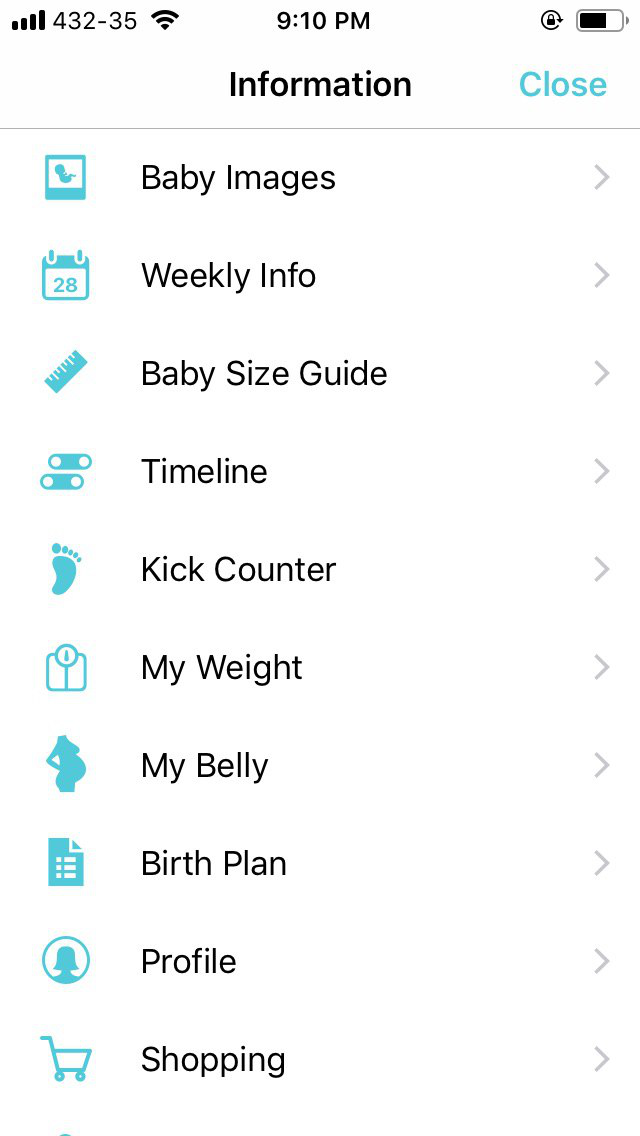 432-35
9:10 PM
Information
Close
Baby Images
28
Weekly Info
Baby Size Guide
Timeline
Kick Counter
My Weight
My Belly
Birth Plan
Profile
Shopping